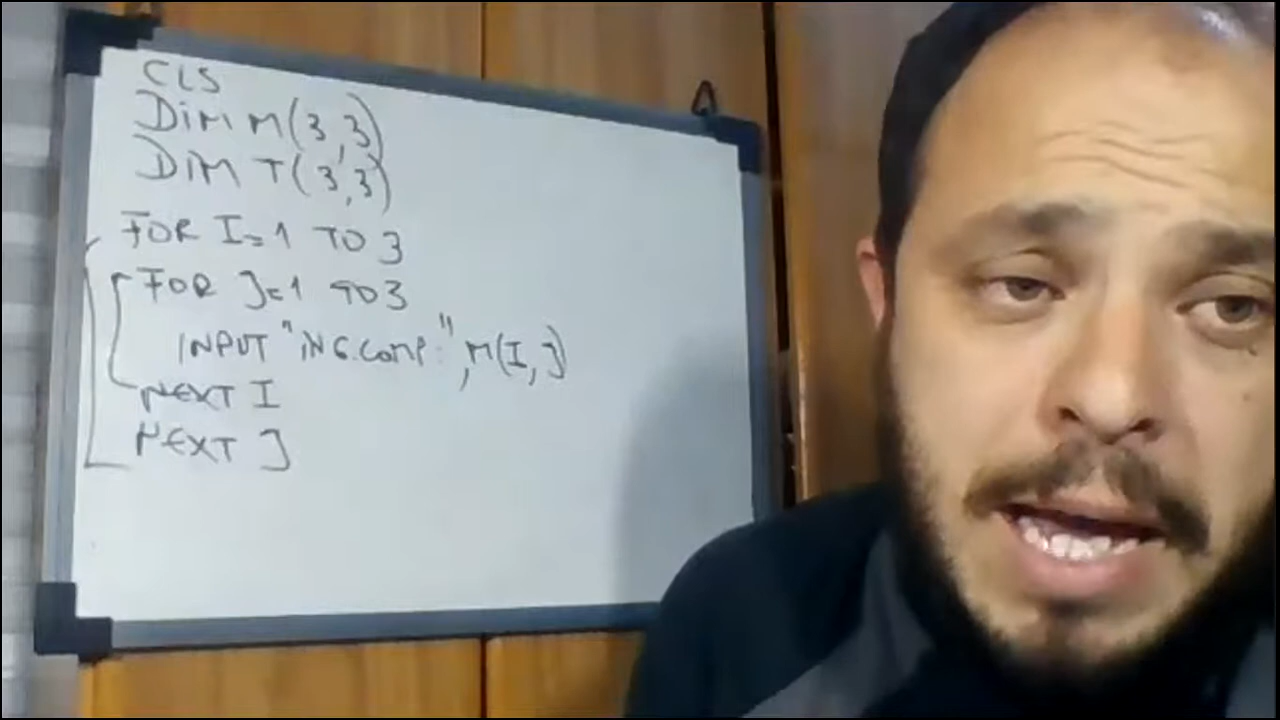 CLS
DIM M(3,3)
DIM T(3,3)
FOR I=1 TO 3
FOR J=1 TO 3
INPUT "ING.COMP:", M(I,J)
NEXT I
NEXT J